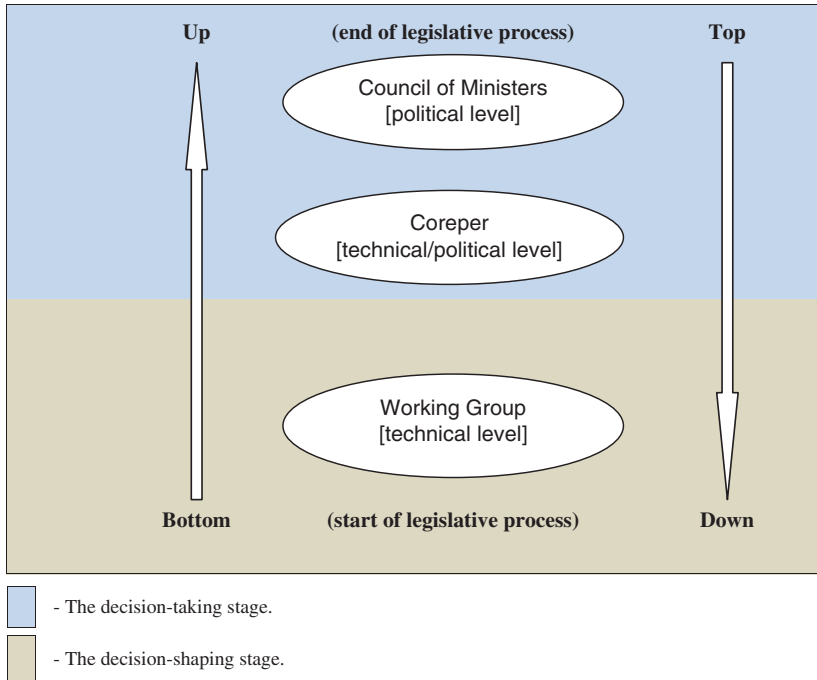 Up (end of legislative process) Top
Council of Ministers
[political level]
Coreper
[technical/political level]
Working Group
[technical level]
Bottom (start of legislative process) Down
- The decision-taking stage.
- The decision-shaping stage.